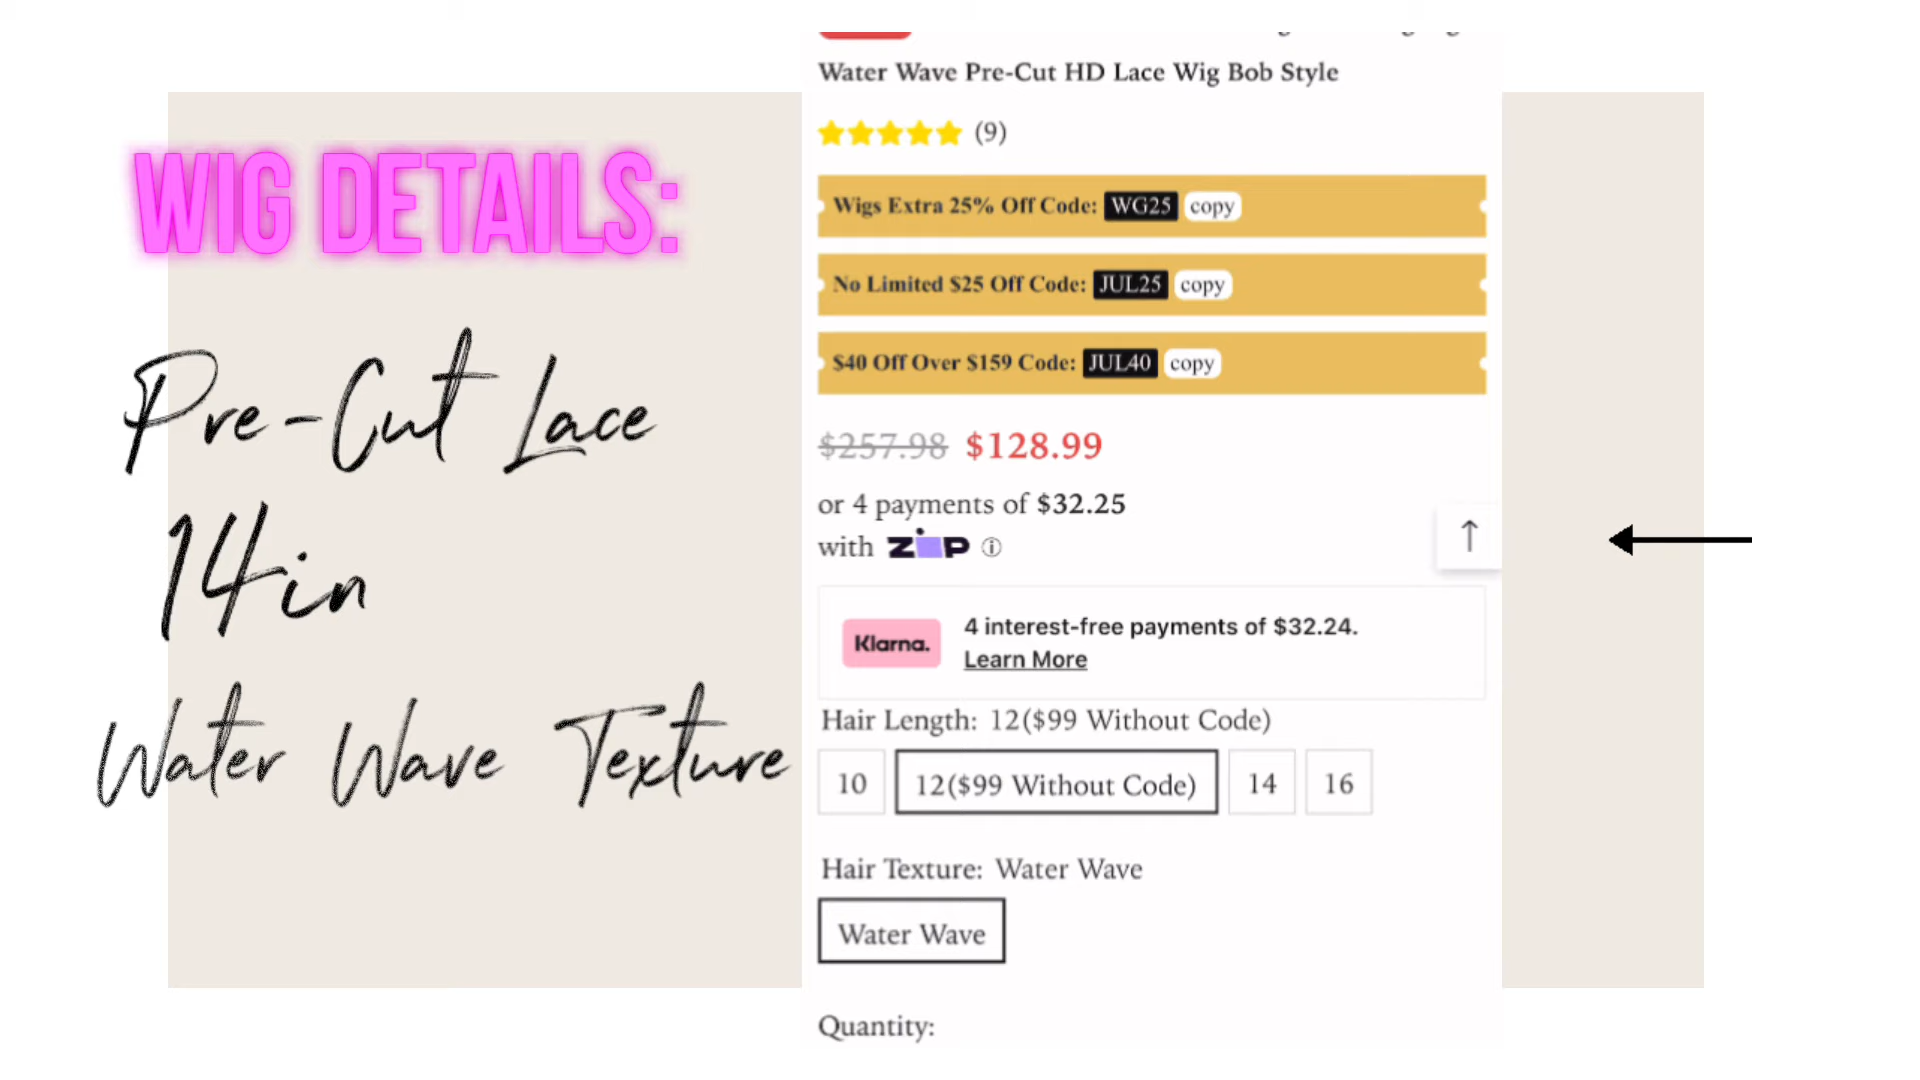 WIG DETAILS:
Pre-Cut Lace
14in
Water Wave Texture
Water Wave Pre-Cut HD Lace Wig Bob Style
(9)
Wigs Extra 25% Off Code: WG25 copy
No Limited $25 Off Code: JUL25 copy
$40 Off Over $159 Code: JUL40 copy
$257.98 $128.99
or 4 payments of $32.25
with ZIP
Klarna. 4 interest-free payments of $32.24.
Learn More
Hair Length: 12($99 Without Code)
10 12($99 Without Code) 14 16
Hair Texture: Water Wave
Water Wave
Quantity: